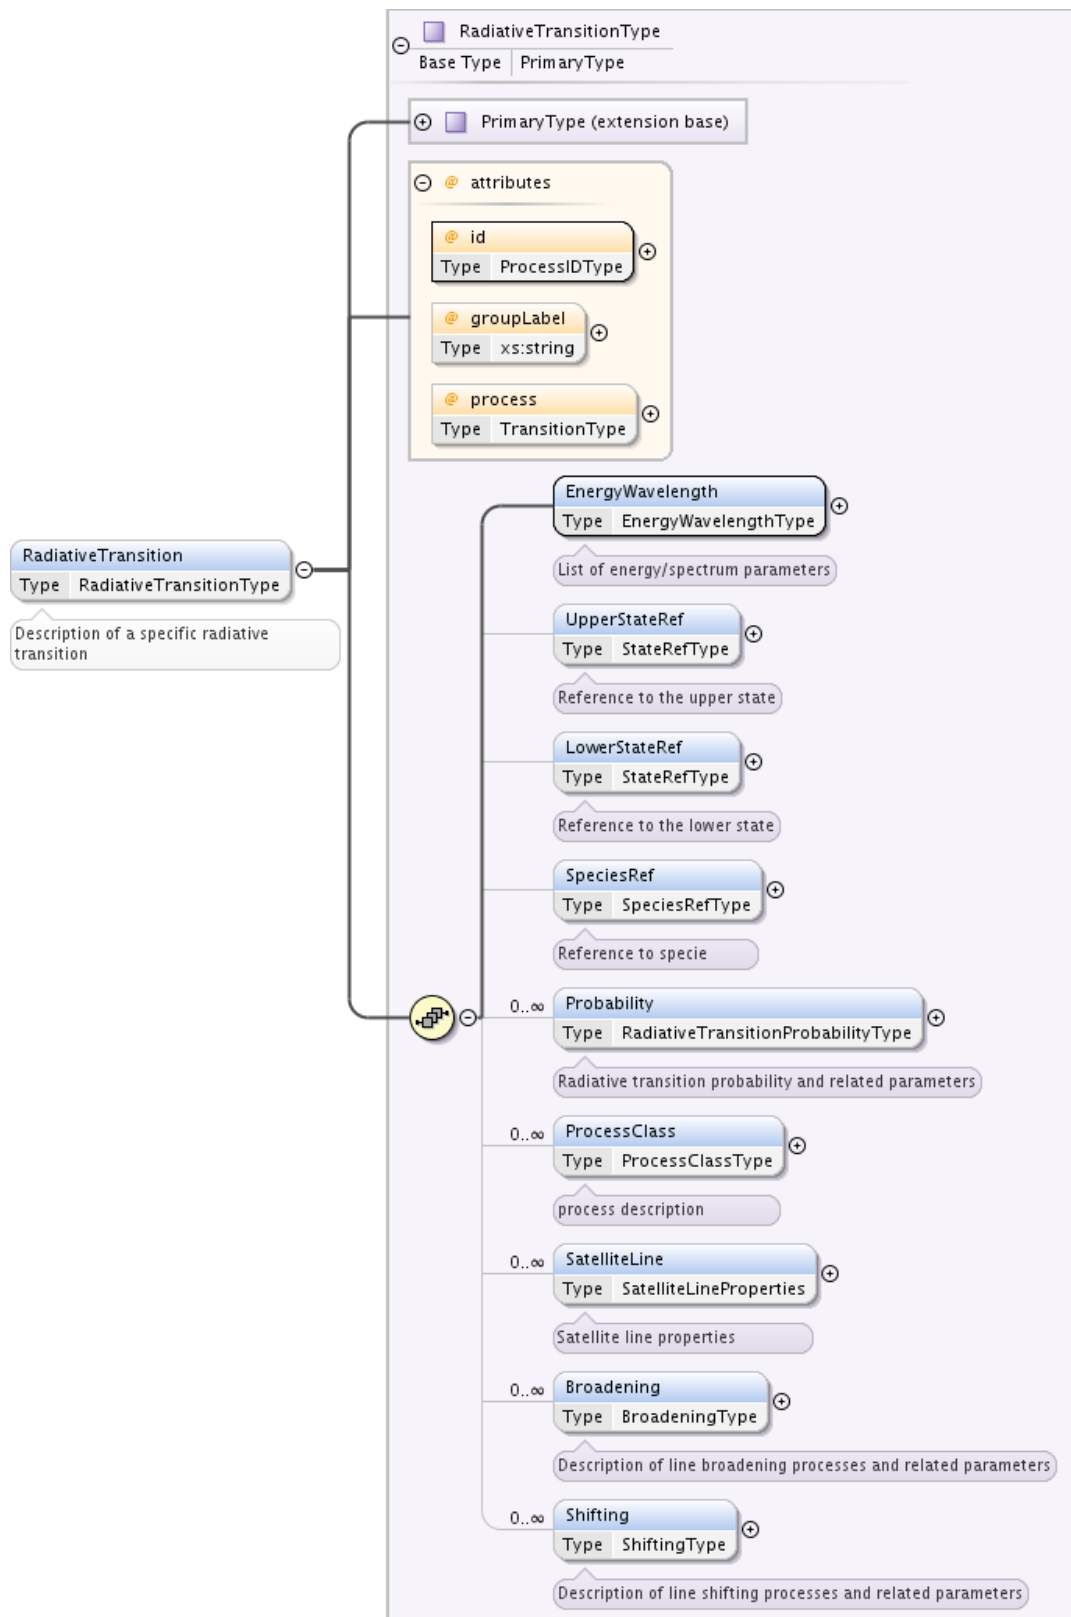 RadiativeTransitionType
Base Type PrimaryType
PrimaryType (extension base)
@ attributes
@ id
Type ProcessIDType
@ groupLabel
Type xs:string
@ process
Type TransitionType
RadiativeTransition
Type RadiativeTransitionType
Description of a specific radiative
transition
EnergyWavelength
Type EnergyWavelengthType
List of energy/spectrum parameters
UpperStateRef
Type StateRefType
Reference to the upper state
LowerStateRef
Type StateRefType
Reference to the lower state
SpeciesRef
Type SpeciesRefType
Reference to specie
0..∞ Probability
Type RadiativeTransitionProbabilityType
Radiative transition probability and related parameters
0..∞ ProcessClass
Type ProcessClassType
process description
0..∞ SatelliteLine
Type SatelliteLineProperties
Satellite line properties
0..∞ Broadening
Type BroadeningType
Description of line broadening processes and related parameters
0..∞ Shifting
Type ShiftingType
Description of line shifting processes and related parameters